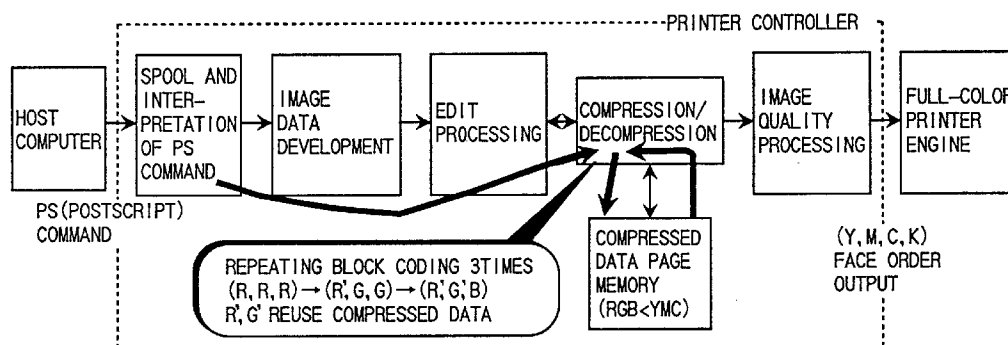 PRINTER CONTROLLER
HOST
COMPUTER
SPOOL AND
INTER-
PRETATION
OF PS
COMMAND
IMAGE
DATA
DEVELOPMENT
EDIT
PROCESSING
COMPRESSION/
DECOMPRESSION
IMAGE
QUALITY
PROCESSING
FULL-COLOR
PRINTER
ENGINE
PS(POSTSCRIPT)
COMMAND
REPEATING BLOCK CODING 3TIMES
(R,R,R)→(R',G,G)→(R',G',B)
R',G' REUSE COMPRESSED DATA
COMPRESSED
DATA PAGE
MEMORY
(RGB<YMC)
(Y,M,C,K)
FACE ORDER
OUTPUT